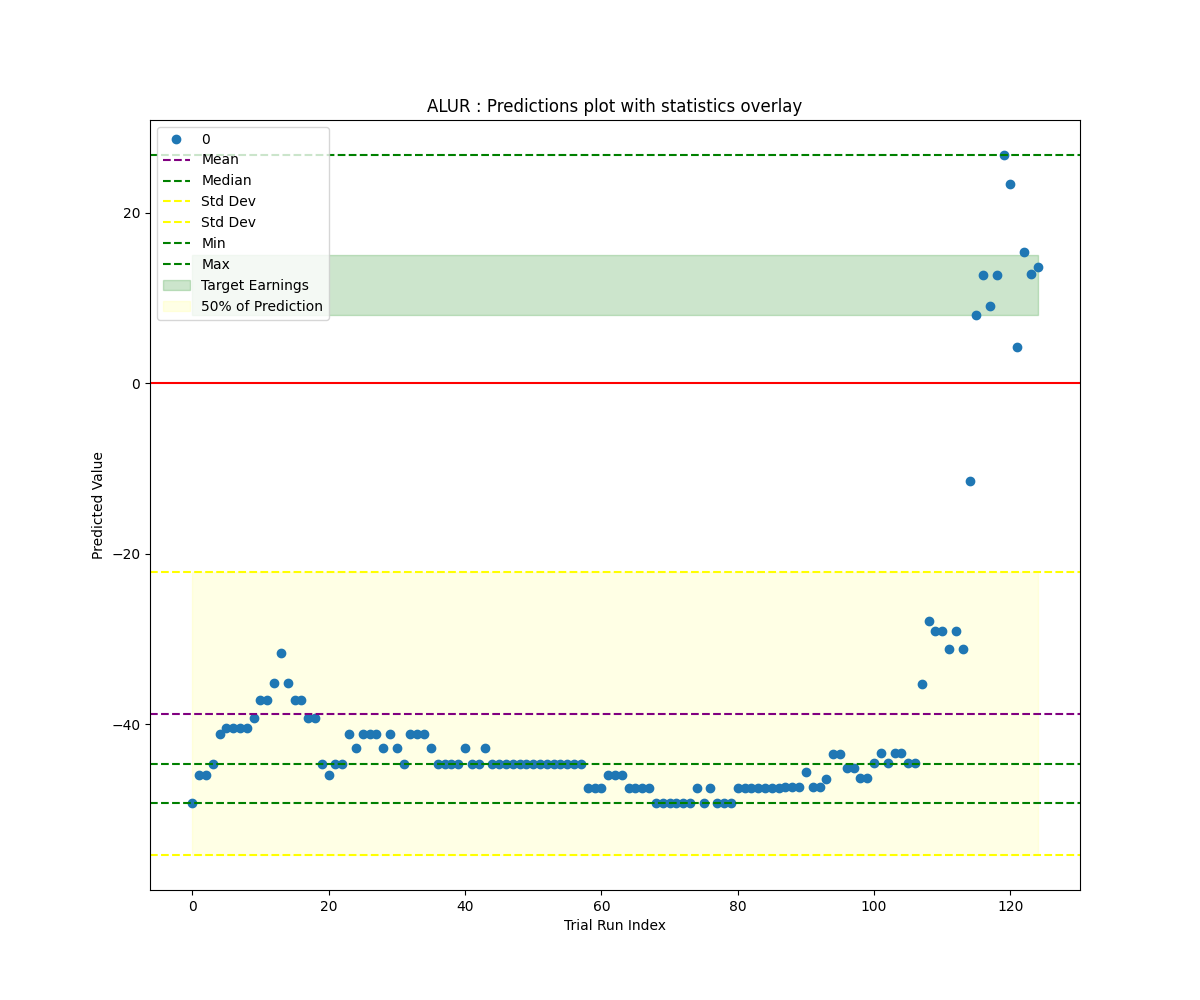 ALUR : Predictions plot with statistics overlay
0
Mean
Median
Std Dev
Std Dev
Min
Max
Target Earnings
50% of Prediction
20
0
−20
−40
Predicted Value
0
20
40
60
80
100
120
Trial Run Index